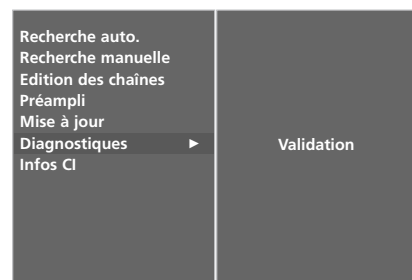 Recherche auto.
Recherche manuelle
Edition des chaînes
Préampli
Mise à jour
Diagnostiques ►
Validation
Infos CI